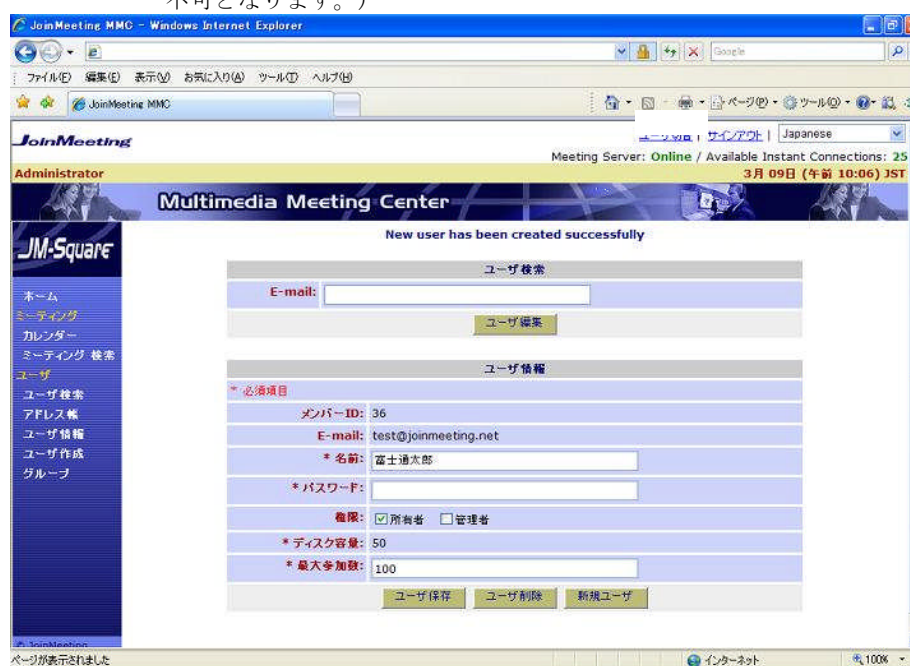 不可となります。）
JoinMeeting MMC - Windows Internet Explorer
Google
ファイル(F) 編集(E) 表示(V) お気に入り(A) ツール(T) ヘルプ(H)
JoinMeeting MMC
ページ(P) ツール(O)
JoinMeeting
サインアウト | Japanese
Meeting Server: Online / Available Instant Connections: 25
Administrator
3月 09日 (午前 10:06) JST
Multimedia Meeting Center
JM-Square
New user has been created successfully
ホーム
ミーティング
カレンダー
ミーティング 検索
ユーザ
ユーザ検索
アドレス帳
ユーザ情報
ユーザ作成
グループ
ユーザ検索
E-mail:
ユーザ編集
ユーザ情報
* 必須項目
メンバーID: 36
E-mail: test@joinmeeting.net
* 名前: 富士通太郎
* パスワード:
権限: 所有者 管理者
* ディスク容量: 50
* 最大参加数: 100
ユーザ保存 ユーザ削除 新規ユーザ
ページが表示されました
インターネット
100%